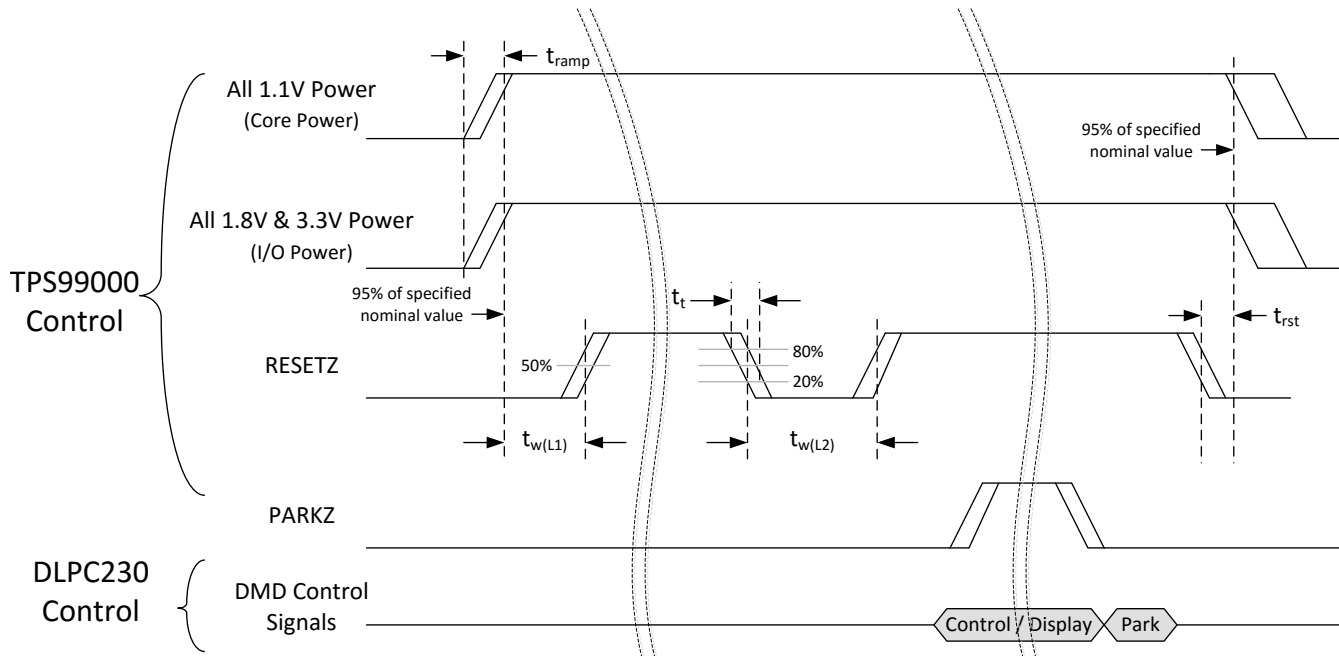 t_ramp
All 1.1V Power
(Core Power)
95% of specified
nominal value
All 1.8V & 3.3V Power
(I/O Power)
TPS99000
Control
95% of specified
nominal value
t_t
t_rst
RESETZ
50%
80%
20%
t_w(L1)
t_w(L2)
PARKZ
DLPC230
Control
DMD Control
Signals
Control / Display
Park